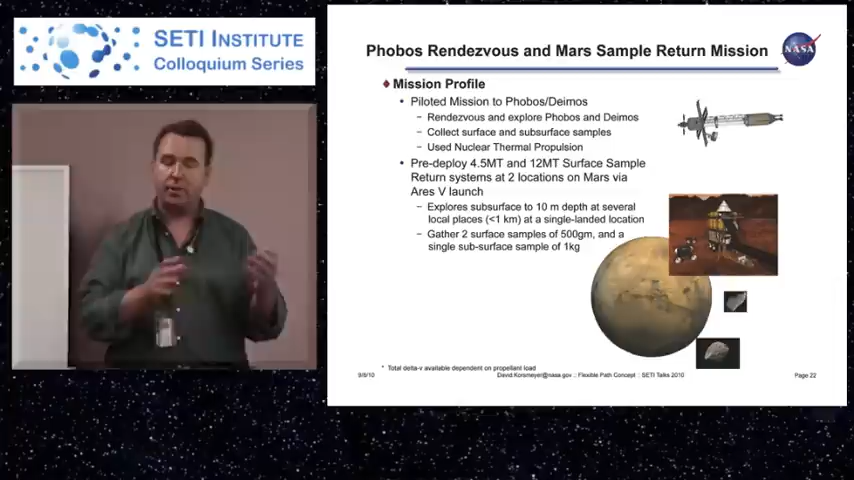 SETI INSTITUTE
Colloquium Series
Phobos Rendezvous and Mars Sample Return Mission
NASA
Mission Profile
• Piloted Mission to Phobos/Deimos
– Rendezvous and explore Phobos and Deimos
– Collect surface and subsurface samples
– Used Nuclear Thermal Propulsion
• Pre-deploy 4.5MT and 12MT Surface Sample
Return systems at 2 locations on Mars via
Ares V launch
– Explores subsurface to 10 m depth at several
local places (<1 km) at a single-landed location
– Gather 2 surface samples of 500gm, and a
single sub-surface sample of 1kg
* Total delta-v available dependent on propellant load
9/8/10
David.Korsmeyer@nasa.gov :: Flexible Path Concept :: SETI Talks 2010
Page 22